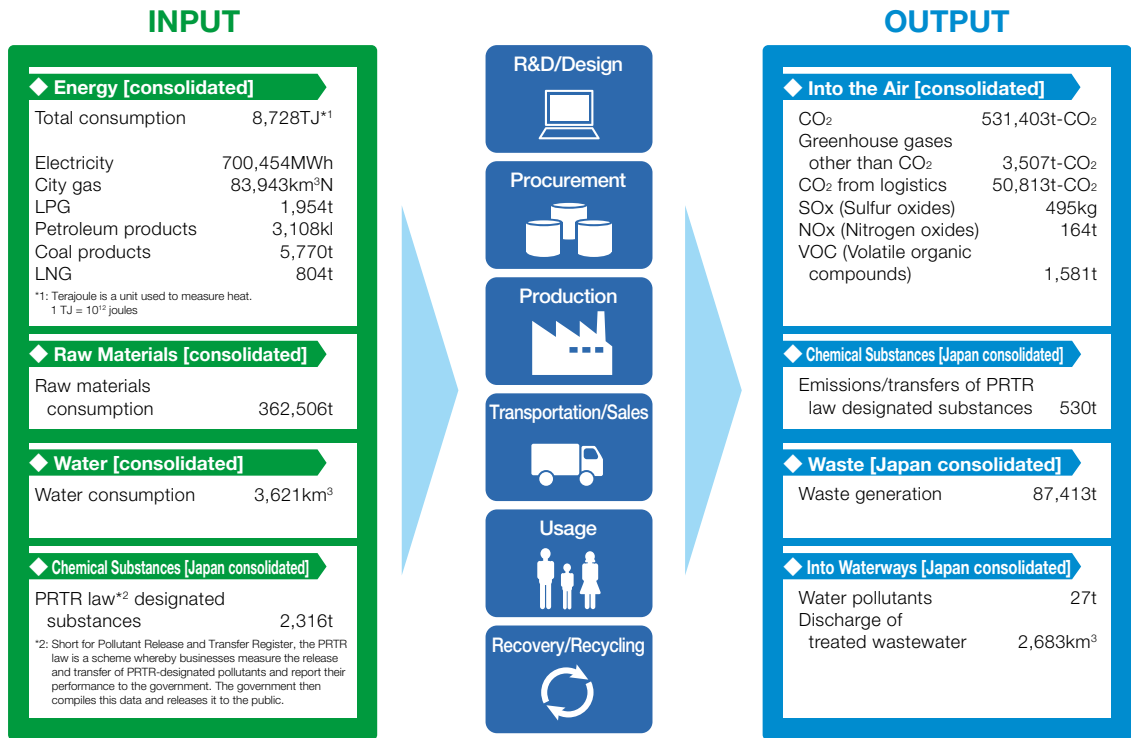 INPUT
◆ Energy [consolidated]
Total consumption 8,728TJ*1
Electricity 700,454MWh
City gas 83,943km³N
LPG 1,954t
Petroleum products 3,108kl
Coal products 5,770t
LNG 804t
*1: Terajoule is a unit used to measure heat.
1 TJ = 10¹² joules
◆ Raw Materials [consolidated]
Raw materials
consumption 362,506t
◆ Water [consolidated]
Water consumption 3,621km³
◆ Chemical Substances [Japan consolidated]
PRTR law*2 designated
substances 2,316t
*2: Short for Pollutant Release and Transfer Register, the PRTR
law is a scheme whereby businesses measure the release
and transfer of PRTR-designated pollutants and report their
performance to the government. The government then
compiles this data and releases it to the public.
R&D/Design
Procurement
Production
Transportation/Sales
Usage
Recovery/Recycling
OUTPUT
◆ Into the Air [consolidated]
CO₂ 531,403t-CO₂
Greenhouse gases
other than CO₂ 3,507t-CO₂
CO₂ from logistics 50,813t-CO₂
SOx (Sulfur oxides) 495kg
NOx (Nitrogen oxides) 164t
VOC (Volatile organic
compounds) 1,581t
◆ Chemical Substances [Japan consolidated]
Emissions/transfers of PRTR
law designated substances 530t
◆ Waste [Japan consolidated]
Waste generation 87,413t
◆ Into Waterways [Japan consolidated]
Water pollutants 27t
Discharge of
treated wastewater 2,683km³